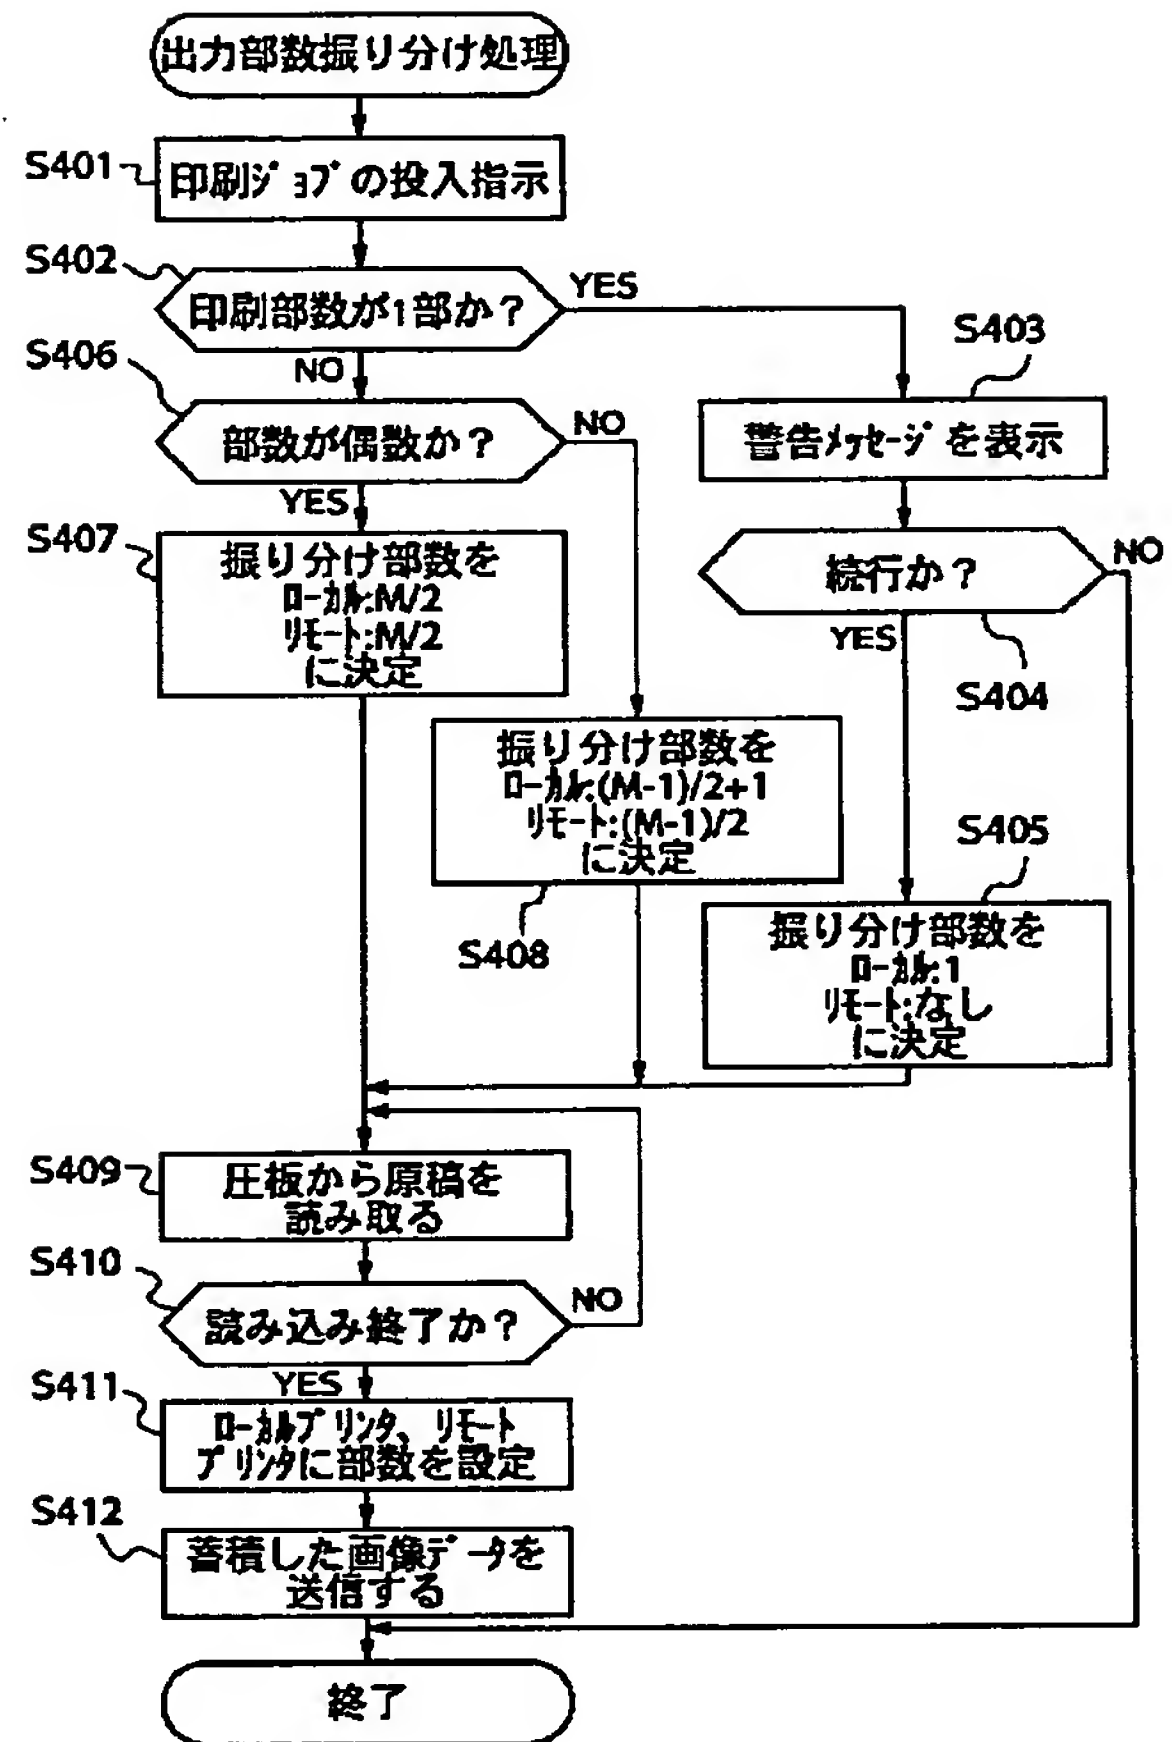 出力部数振り分け処理
S401
印刷ｼﾞｮﾌﾞの投入指示
S402
印刷部数が1部か？
YES
NO
S403
警告ﾒｯｾｰｼﾞを表示
S406
部数が偶数か？
NO
YES
続行か？
NO
YES
S404
S407
振り分け部数を
ﾛｰｶﾙ:M/2
ﾘﾓｰﾄ:M/2
に決定
振り分け部数を
ﾛｰｶﾙ:(M-1)/2+1
ﾘﾓｰﾄ:(M-1)/2
に決定
S408
S405
振り分け部数を
ﾛｰｶﾙ:1
ﾘﾓｰﾄ:なし
に決定
S409
圧板から原稿を
読み取る
S410
読み込み終了か？
NO
YES
S411
ﾛｰｶﾙﾌﾟﾘﾝﾀ、ﾘﾓｰﾄ
ﾌﾟﾘﾝﾀに部数を設定
S412
蓄積した画像ﾃﾞｰﾀを
送信する
終了